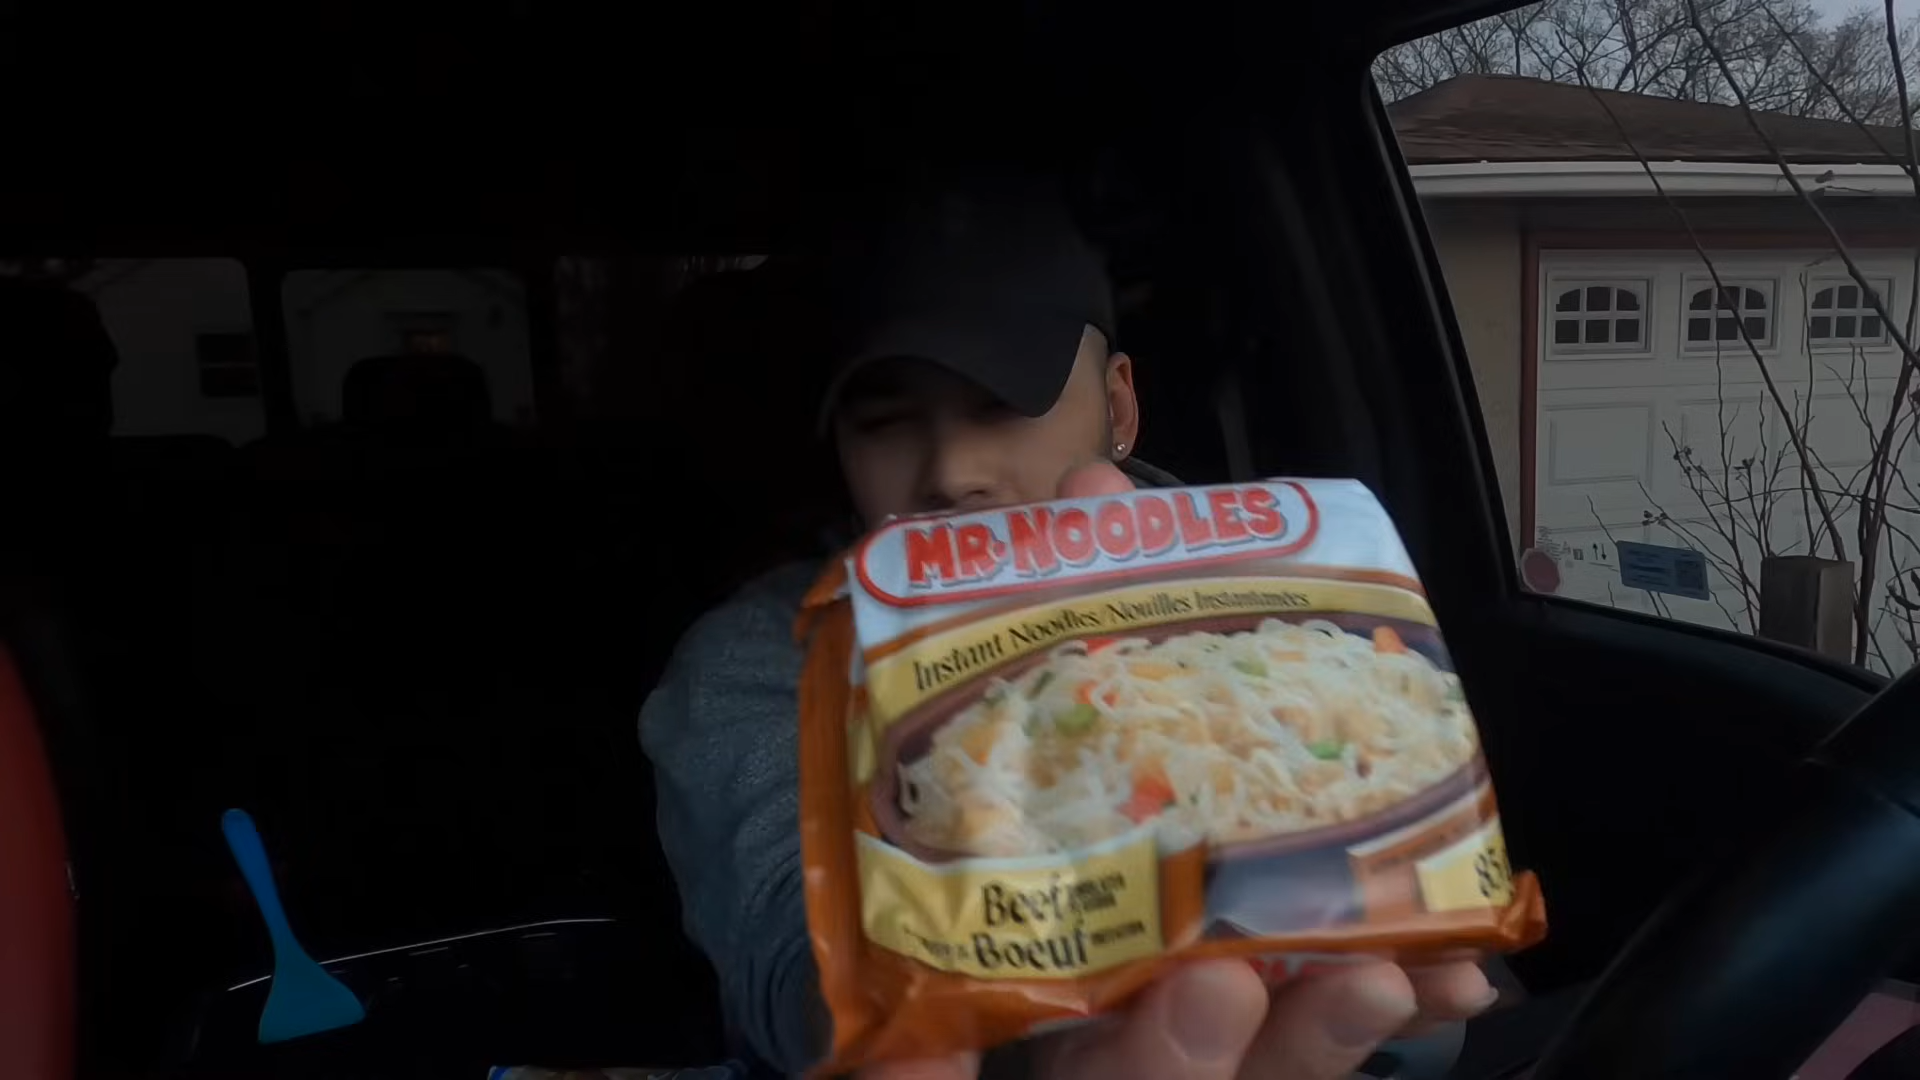 MR. NOODLES
Instant Noodles/Nouilles Instantanées
Beef
Boeuf
85